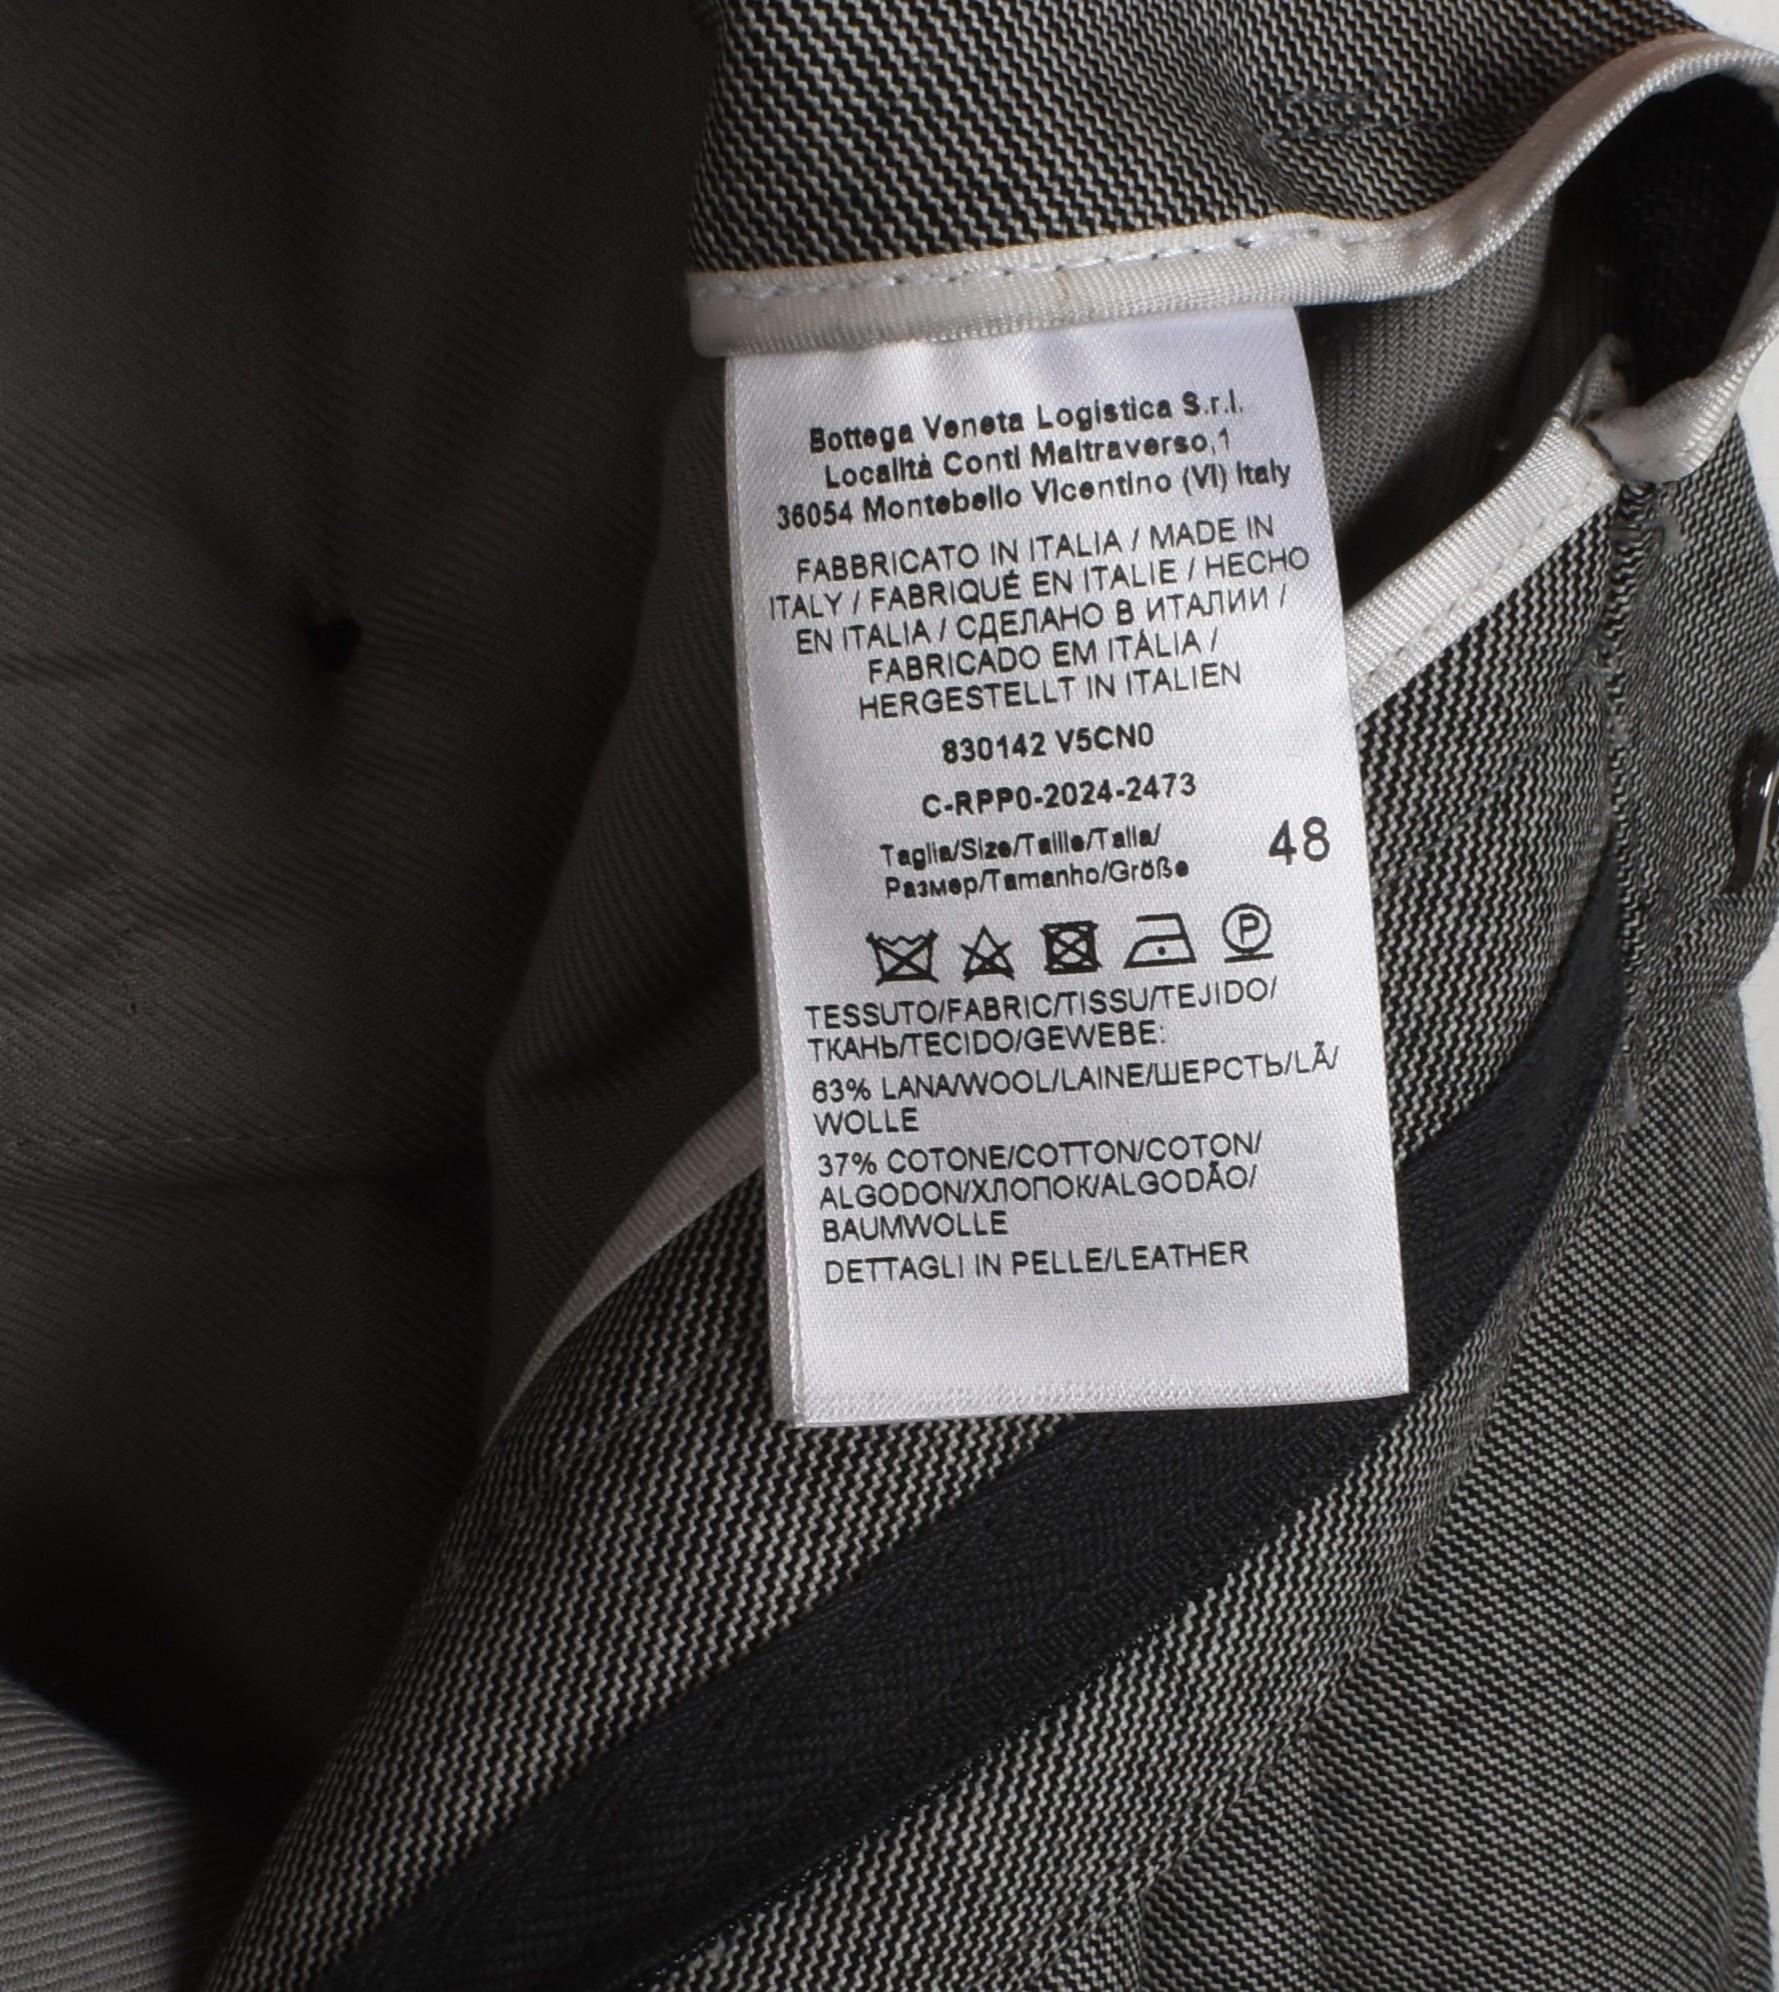 Bottega Veneta Logistica S.r.l.
Località Conti Maltraverso,1
36054 Montebello Vicentino (VI) Italy
FABBRICATO IN ITALIA / MADE IN
ITALY / FABRIQUÉ EN ITALIE / HECHO
EN ITALIA / СДЕЛАНО В ИТАЛИИ /
FABRICADO EM ITÁLIA /
HERGESTELLT IN ITALIEN
830142 V5CN0
C-RPP0-2024-2473
Taglia/Size/Taille/Talla/
Размер/Tamanho/Größe
48
P
TESSUTO/FABRIC/TISSU/TEJIDO/
ТКАНЬ/TECIDO/GEWEBE:
63% LANA/WOOL/LAINE/ШЕРСТЬ/LÃ/
WOLLE
37% COTONE/COTTON/COTON/
ALGODON/ХЛОПОК/ALGODÃO/
BAUMWOLLE
DETTAGLI IN PELLE/LEATHER